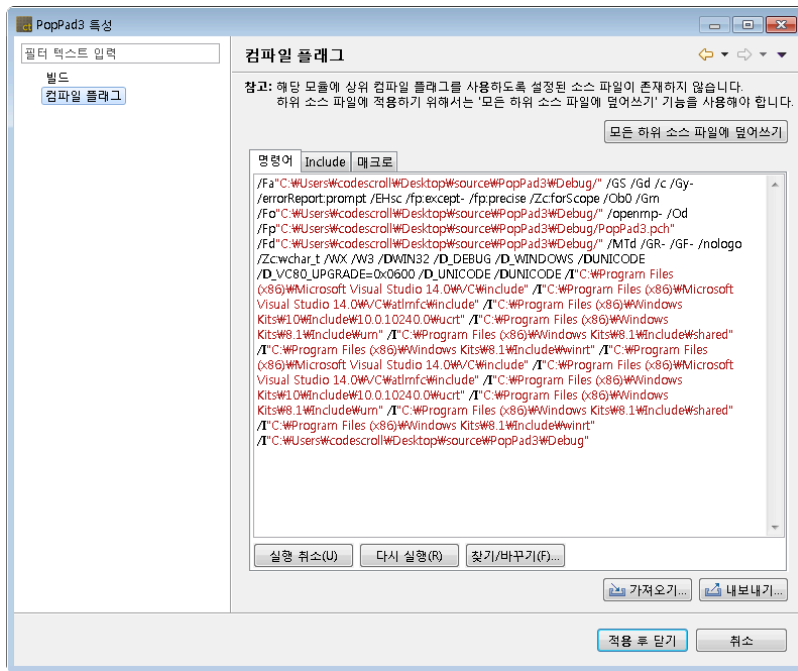 ct PopPad3 특성
필터 텍스트 입력
빌드
컴파일 플래그
컴파일 플래그
참고: 해당 모듈에 상위 컴파일 플래그를 사용하도록 설정된 소스 파일이 존재하지 않습니다.
하위 소스 파일에 적용하기 위해서는 '모든 하위 소스 파일에 덮어쓰기' 기능을 사용해야 합니다.
모든 하위 소스 파일에 덮어쓰기
명령어 Include 매크로
/Fa"C:₩Users₩codescroll₩Desktop₩source₩PopPad3₩Debug/" /GS /Gd /c /Gy-
/errorReport:prompt /EHsc /fp:except- /fp:precise /Zc:forScope /Ob0 /Gm
/Fo"C:₩Users₩codescroll₩Desktop₩source₩PopPad3₩Debug/" /openmp- /Od
/Fp"C:₩Users₩codescroll₩Desktop₩source₩PopPad3₩Debug/PopPad3.pch"
/Fd"C:₩Users₩codescroll₩Desktop₩source₩PopPad3₩Debug/" /MTd /GR- /GF- /nologo
/Zc:wchar_t /WX /W3 /DWIN32 /D_DEBUG /D_WINDOWS /DUNICODE
/D_VC80_UPGRADE=0x0600 /D_UNICODE /DUNICODE /I"C:₩Program Files
(x86)₩Microsoft Visual Studio 14.0₩VC₩include" /I"C:₩Program Files (x86)₩Microsoft
Visual Studio 14.0₩VC₩atlmfc₩include" /I"C:₩Program Files (x86)₩Windows
Kits₩10₩Include₩10.0.10240.0₩ucrt" /I"C:₩Program Files (x86)₩Windows
Kits₩8.1₩Include₩um" /I"C:₩Program Files (x86)₩Windows Kits₩8.1₩Include₩shared"
/I"C:₩Program Files (x86)₩Windows Kits₩8.1₩Include₩winrt" /I"C:₩Program Files
(x86)₩Microsoft Visual Studio 14.0₩VC₩include" /I"C:₩Program Files (x86)₩Microsoft
Visual Studio 14.0₩VC₩atlmfc₩include" /I"C:₩Program Files (x86)₩Windows
Kits₩10₩Include₩10.0.10240.0₩ucrt" /I"C:₩Program Files (x86)₩Windows
Kits₩8.1₩Include₩um" /I"C:₩Program Files (x86)₩Windows Kits₩8.1₩Include₩shared"
/I"C:₩Program Files (x86)₩Windows Kits₩8.1₩Include₩winrt"
/I"C:₩Users₩codescroll₩Desktop₩source₩PopPad3₩Debug"
실행 취소(U) 다시 실행(R) 찾기/바꾸기(F)...
가져오기... 내보내기...
적용 후 닫기 취소